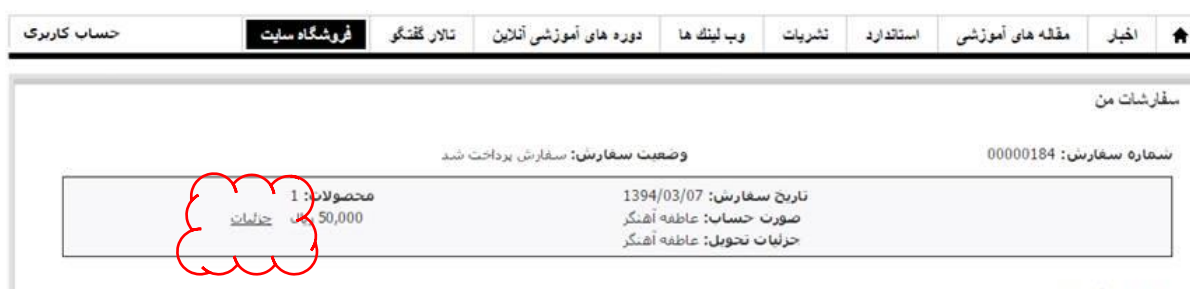 اخبار مقاله های آموزشی استاندارد نشریات وب لینک ها دوره های آموزشی آنلاین تالار گفتگو فروشگاه سایت حساب کاربری
سفارشات من
شماره سفارش: 00000184 وضعیت سفارش: سفارش پرداخت شد
تاریخ سفارش: 1394/03/07 محصولات: 1
صورت حساب: عاطفه آهنگر 50,000 ریال جزئیات
جزئیات تحویل: عاطفه آهنگر